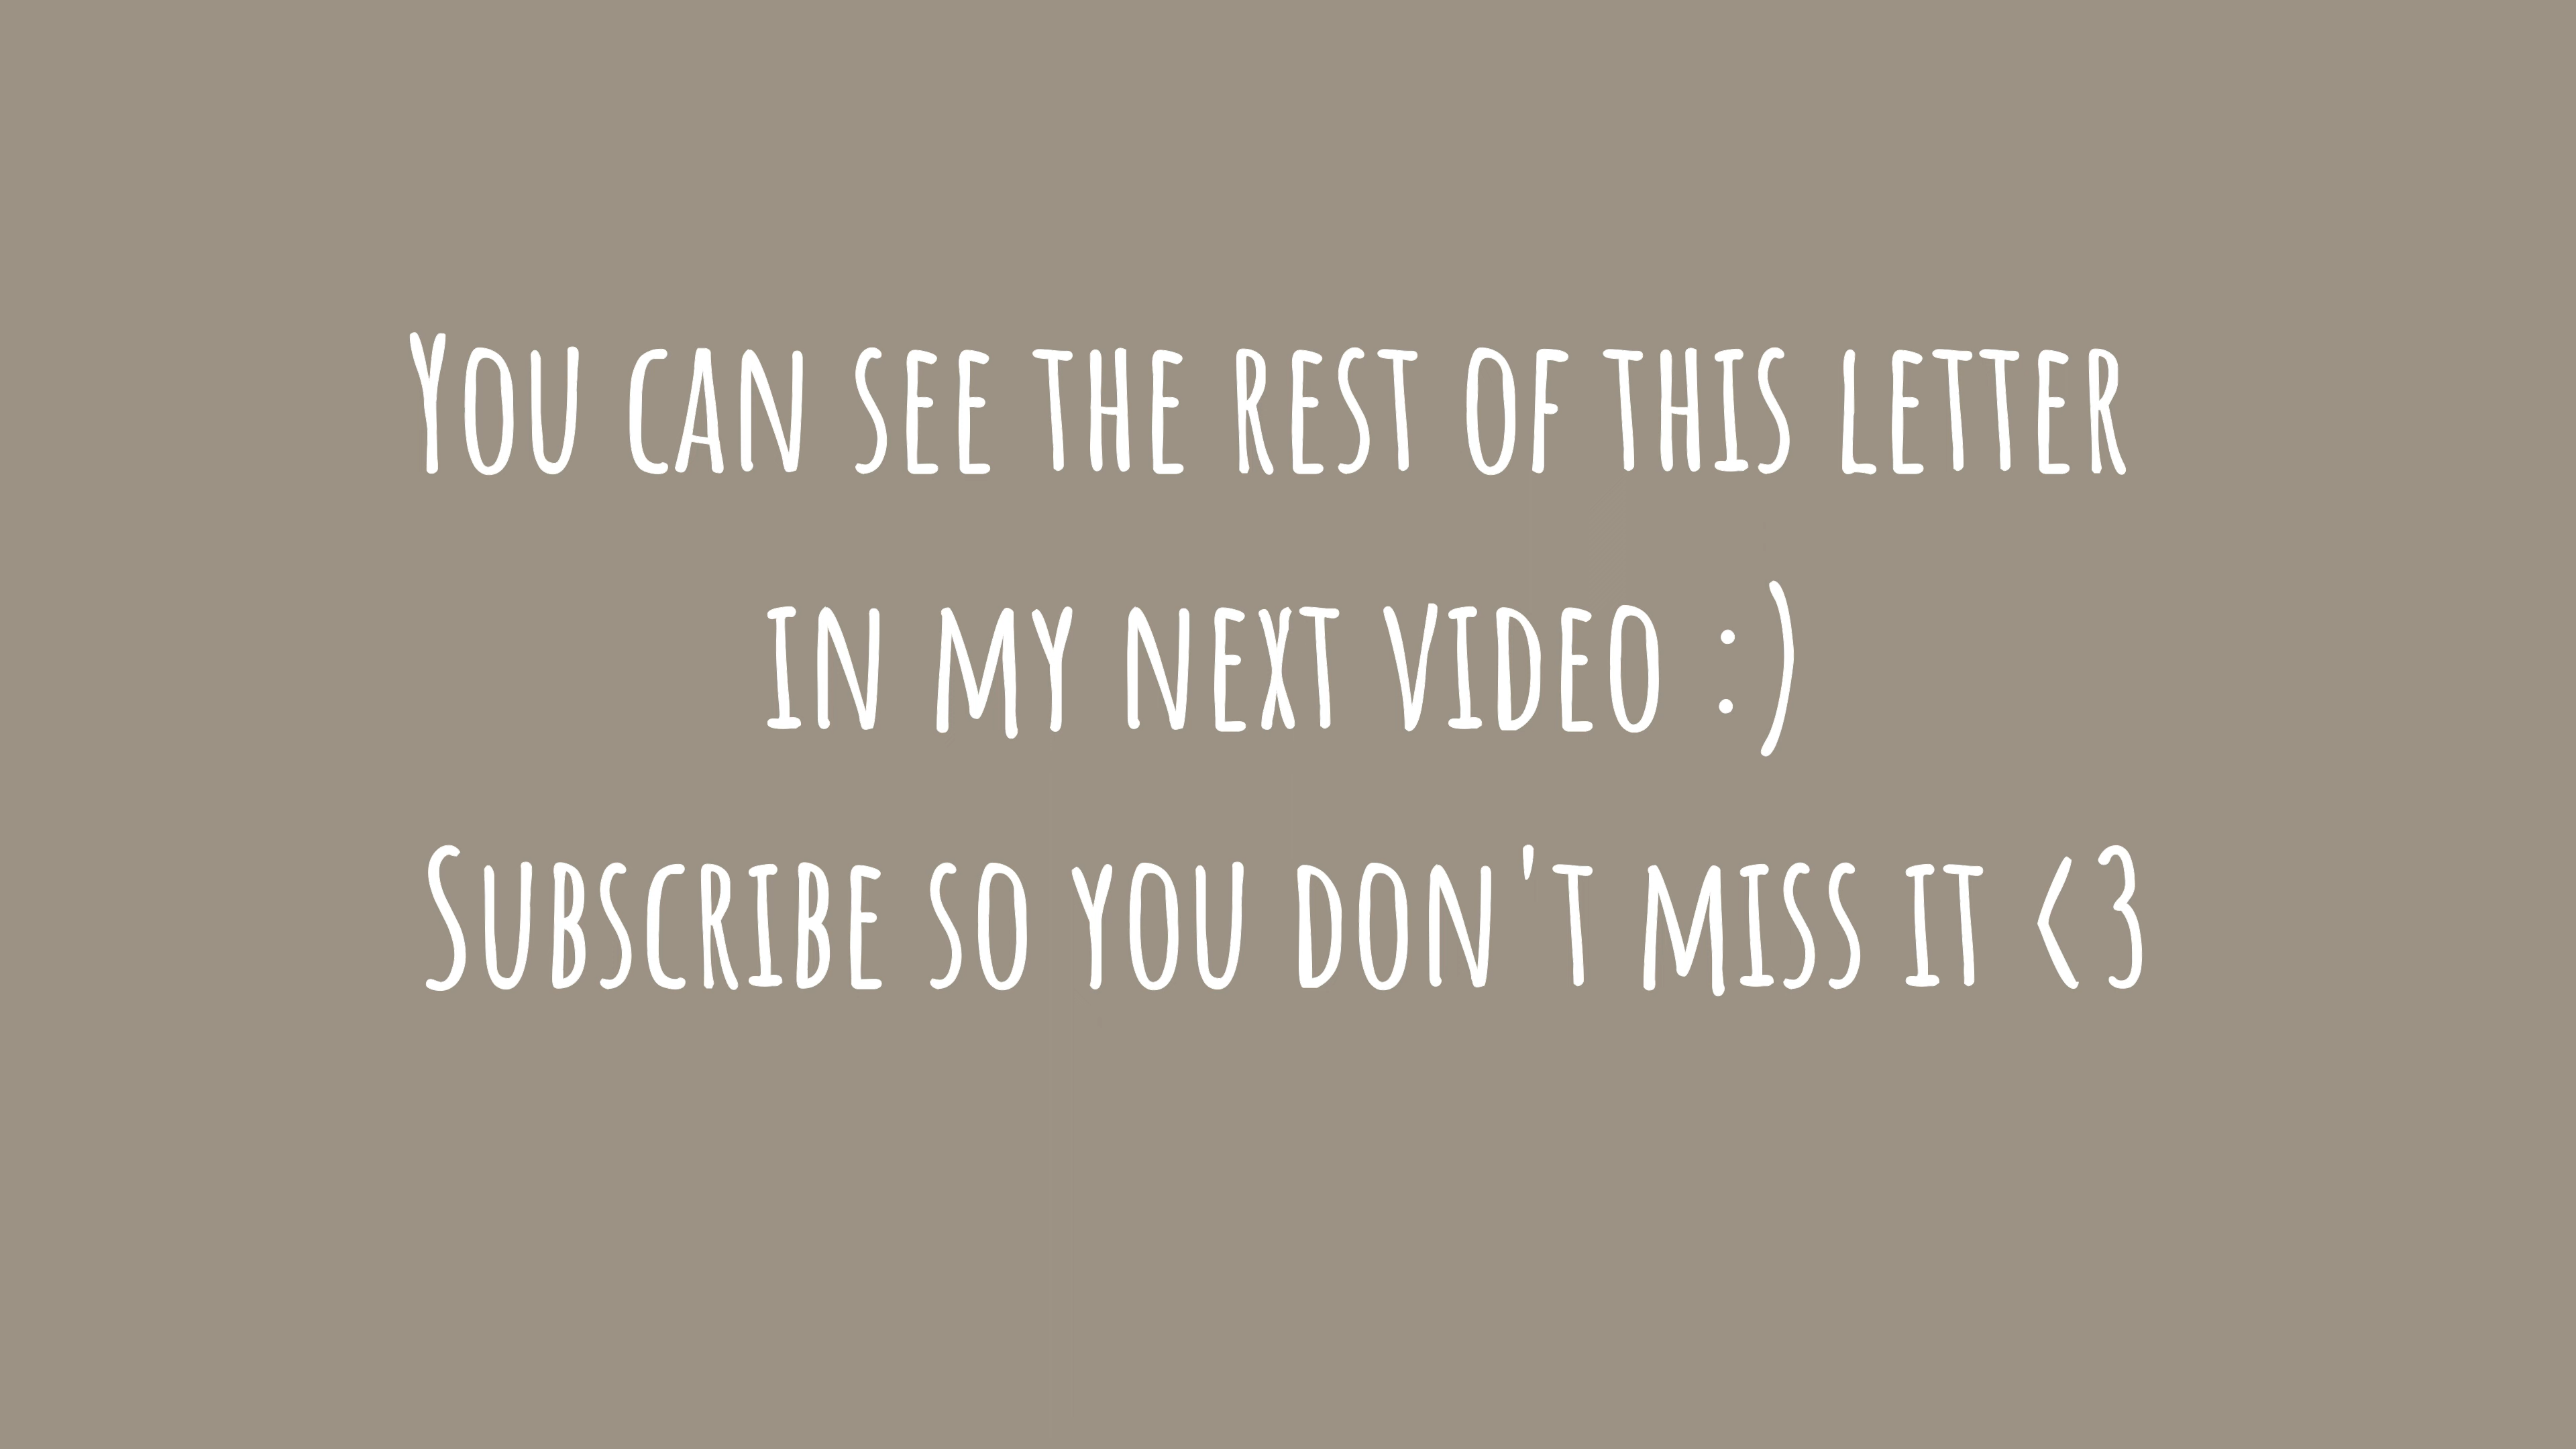 You can see the rest of this letter
in my next video :)
Subscribe so you don't miss it <3